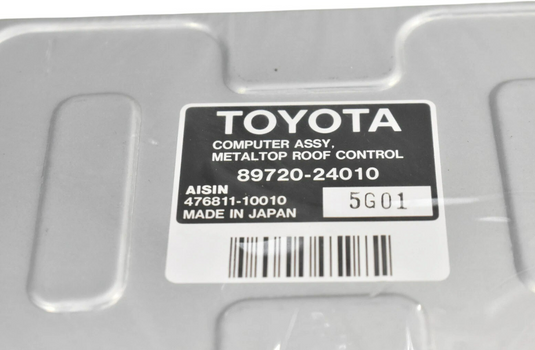 TOYOTA
COMPUTER ASSY,
METALTOP ROOF CONTROL
89720-24010
AISIN
476811-10010
5G01
MADE IN JAPAN